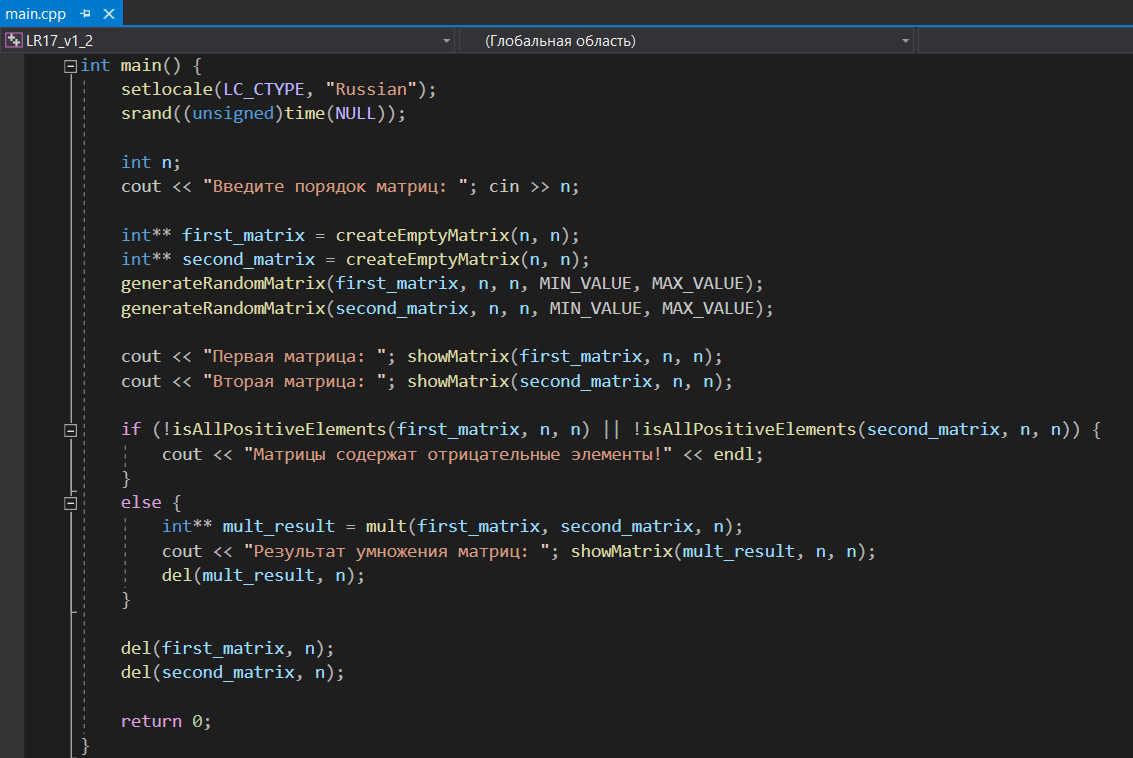 main.cpp
LR17_v1_2 (Глобальная область)
int main() {
setlocale(LC_CTYPE, "Russian");
srand((unsigned)time(NULL));
int n;
cout << "Введите порядок матриц: "; cin >> n;
int** first_matrix = createEmptyMatrix(n, n);
int** second_matrix = createEmptyMatrix(n, n);
generateRandomMatrix(first_matrix, n, n, MIN_VALUE, MAX_VALUE);
generateRandomMatrix(second_matrix, n, n, MIN_VALUE, MAX_VALUE);
cout << "Первая матрица: "; showMatrix(first_matrix, n, n);
cout << "Вторая матрица: "; showMatrix(second_matrix, n, n);
if (!isAllPositiveElements(first_matrix, n, n) || !isAllPositiveElements(second_matrix, n, n)) {
cout << "Матрицы содержат отрицательные элементы!" << endl;
}
else {
int** mult_result = mult(first_matrix, second_matrix, n);
cout << "Результат умножения матриц: "; showMatrix(mult_result, n, n);
del(mult_result, n);
}
del(first_matrix, n);
del(second_matrix, n);
return 0;
}